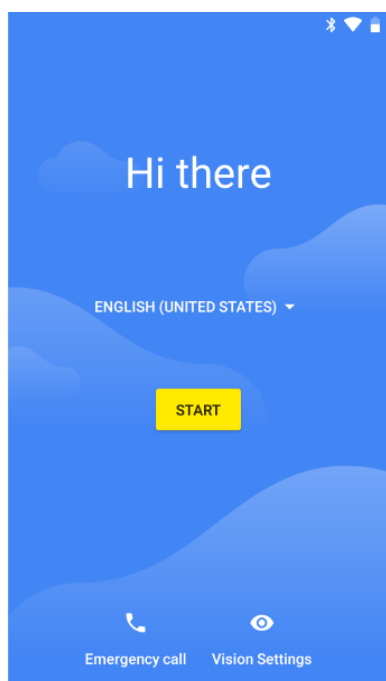 Hi there
ENGLISH (UNITED STATES)
START
Emergency call Vision Settings